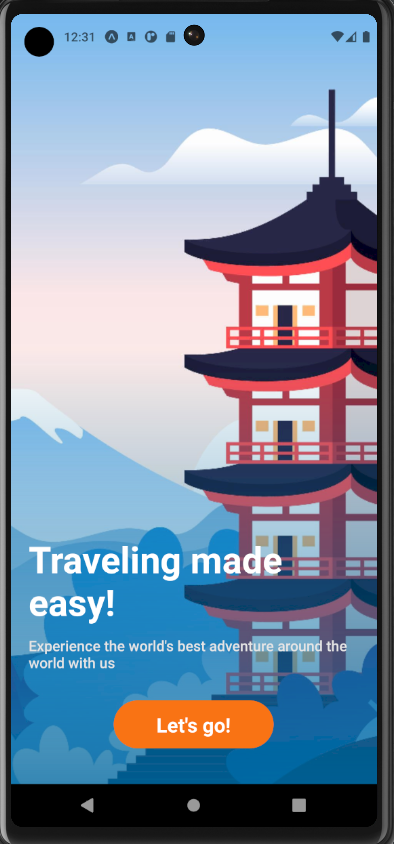 12:31
Traveling made
easy!
Experience the world's best adventure around the
world with us
Let's go!